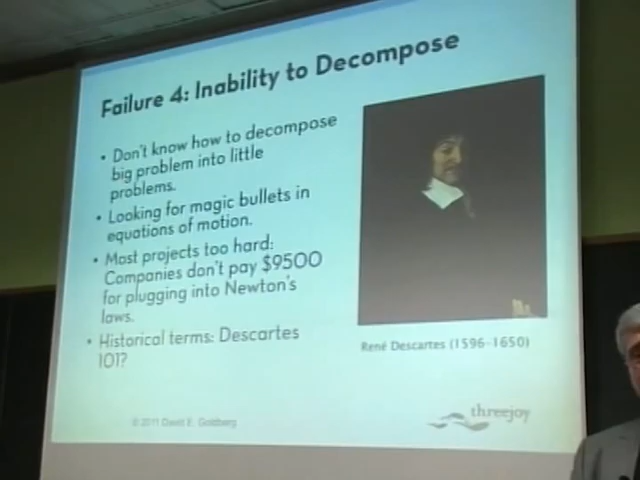 Failure 4: Inability to Decompose
• Don't know how to decompose
big problem into little
problems.
• Looking for magic bullets in
equations of motion.
• Most projects too hard:
Companies don't pay $9500
for plugging into Newton's
laws.
• Historical terms: Descartes
101?
René Descartes (1596-1650)
© 2011 David E. Goldberg
threejoy